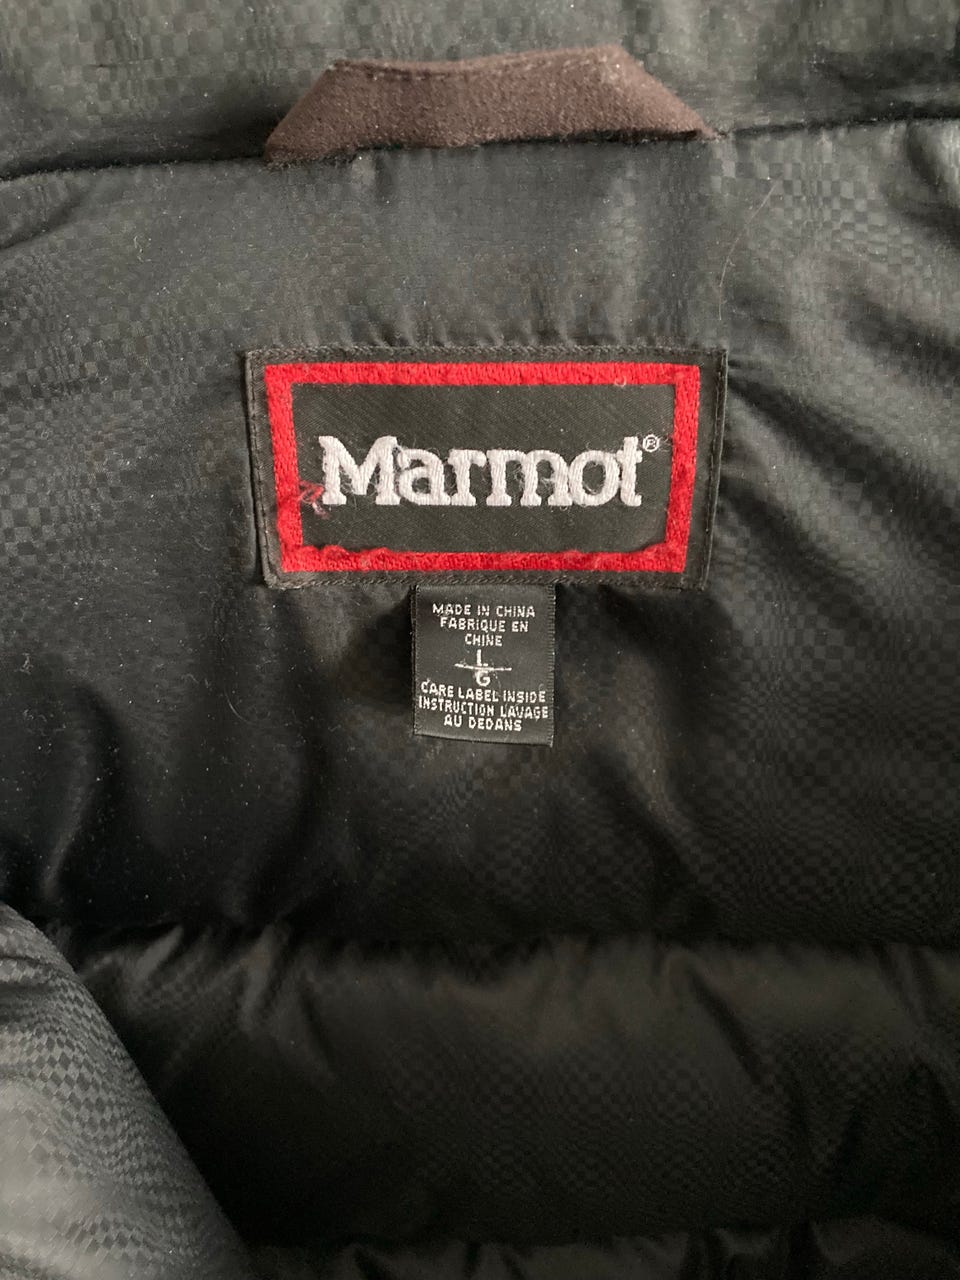 Marmot®
MADE IN CHINA
FABRIQUE EN
CHINE
L
G
CARE LABEL INSIDE
INSTRUCTION LAVAGE
AU DEDANS